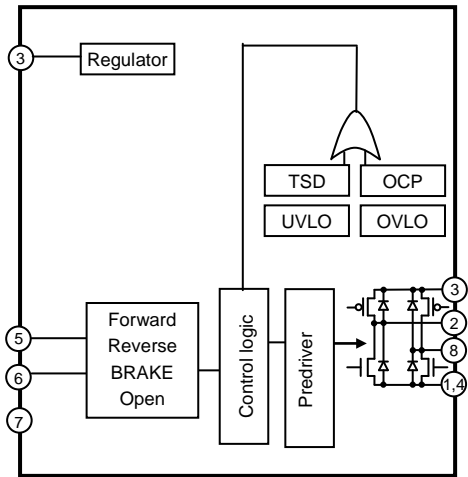 3
Regulator
TSD
OCP
UVLO
OVLO
3
2
8
1,4
Forward
Reverse
BRAKE
Open
Control logic
Predriver
5
6
7